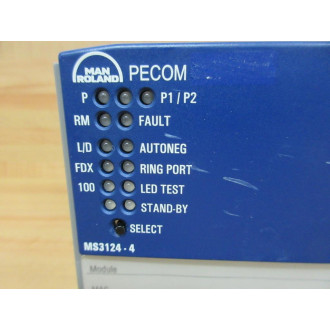 MAN
ROLAND
PECOM
P P1 / P2
RM FAULT
L/D AUTONEG
FDX RING PORT
100 LED TEST
STAND-BY
SELECT
MS3124 - 4
Module